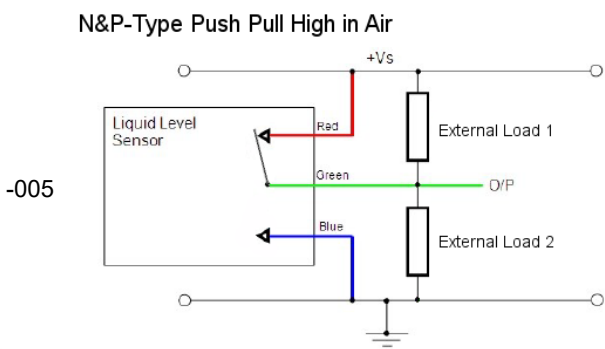 N&P-Type Push Pull High in Air
+Vs
Liquid Level
Sensor
Red
External Load 1
Green
O/P
-005
Blue
External Load 2